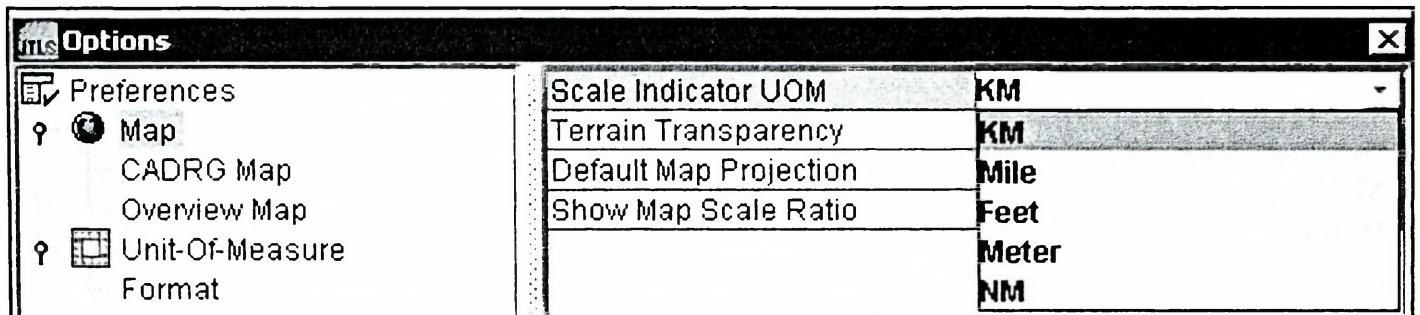 JTLS Options
Preferences
Map
CADRG Map
Overview Map
Unit-Of-Measure
Format
Scale Indicator UOM KM
Terrain Transparency
Default Map Projection
Show Map Scale Ratio
KM
Mile
Feet
Meter
NM